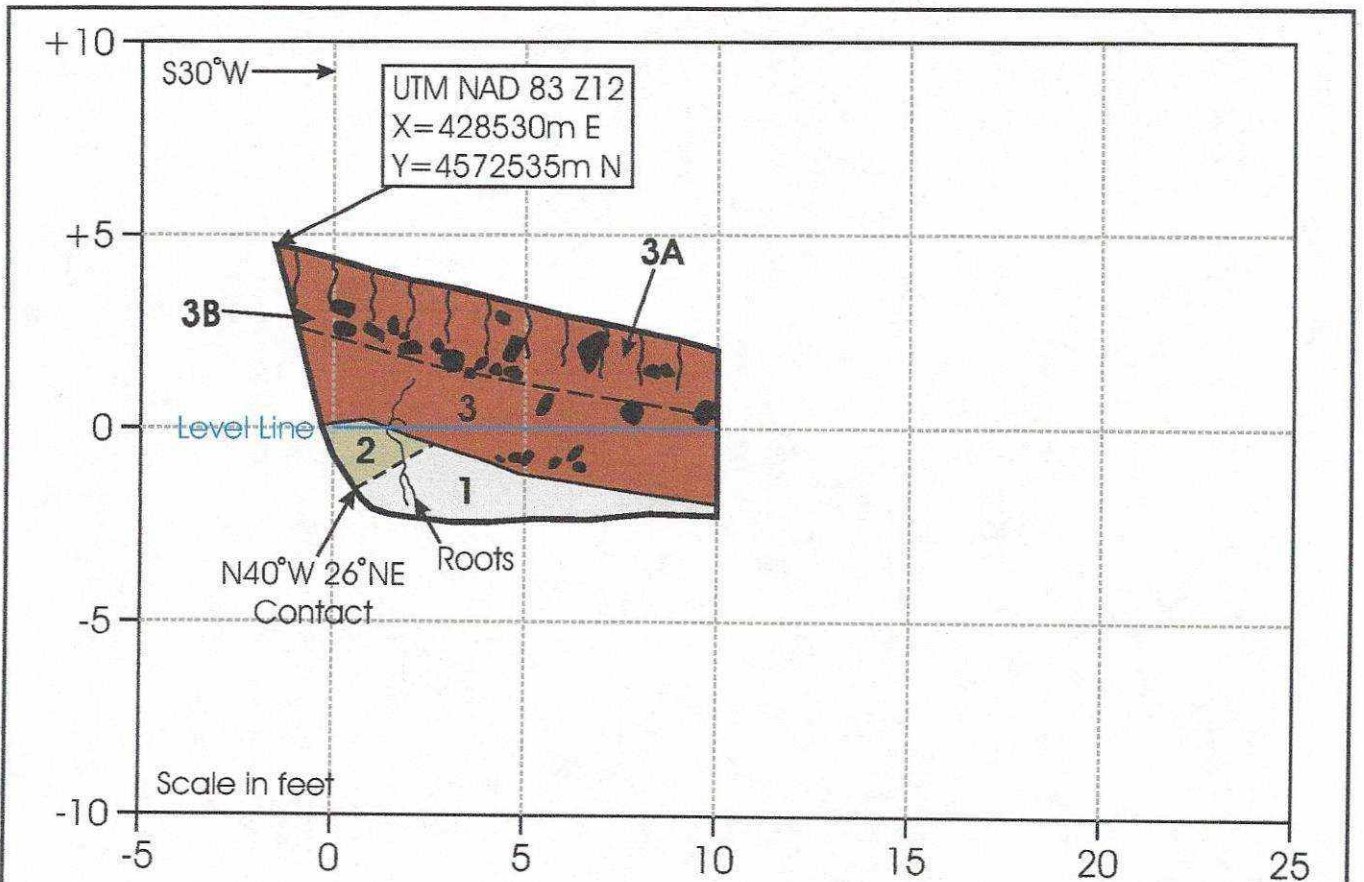 +10
S30°W
UTM NAD 83 Z12
X=428530m E
Y=4572535m N
+5
3A
3B
3
0
Level Line
2
1
Roots
N40°W 26°NE
Contact
-5
Scale in feet
-10
-5 0 5 10 15 20 25